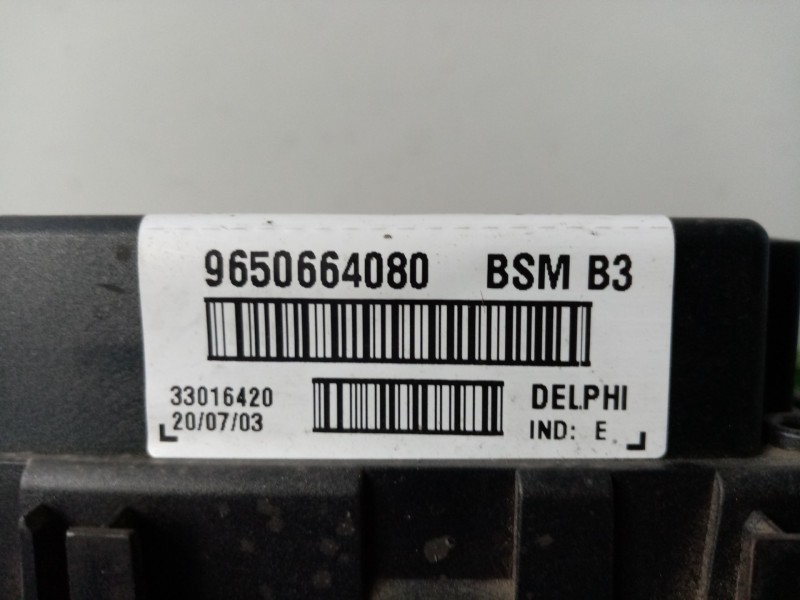 9650664080 BSM B3
33016420 DELPHI
20/07/03 IND: E